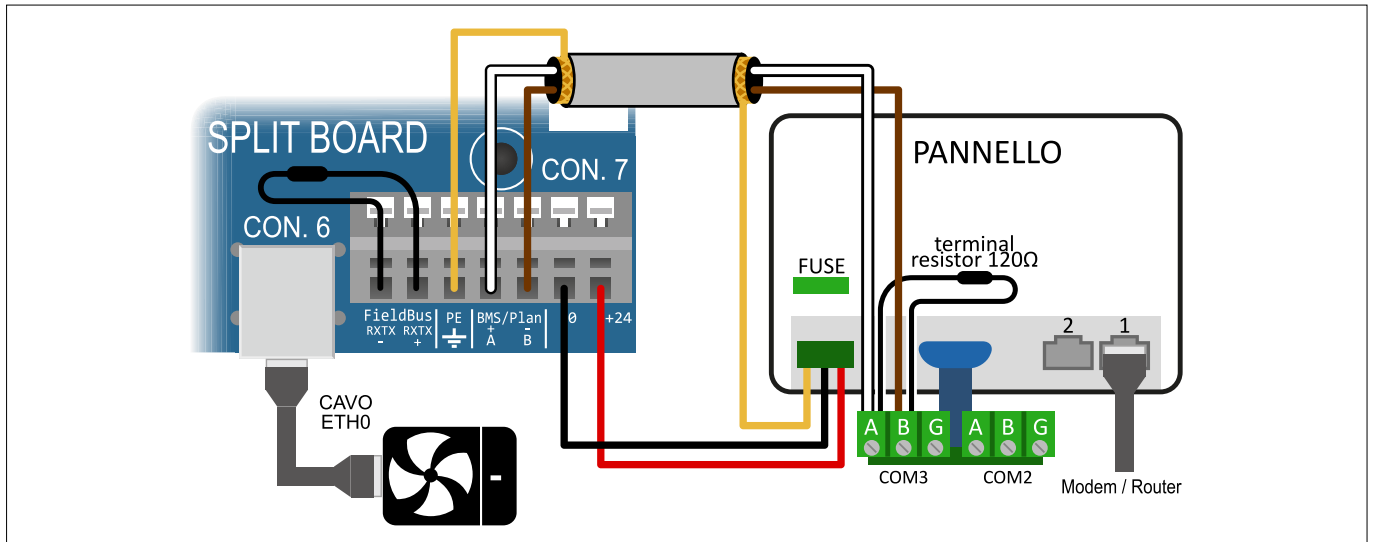 SPLIT BOARD
CON. 7
CON. 6
FieldBus
RXTX RXTX
- +
PE
BMS/Plan
+ -
A B
0 +24
CAVO
ETH0
PANNELLO
FUSE
terminal
resistor 120Ω
2 1
A B G A B G
COM3 COM2
Modem / Router